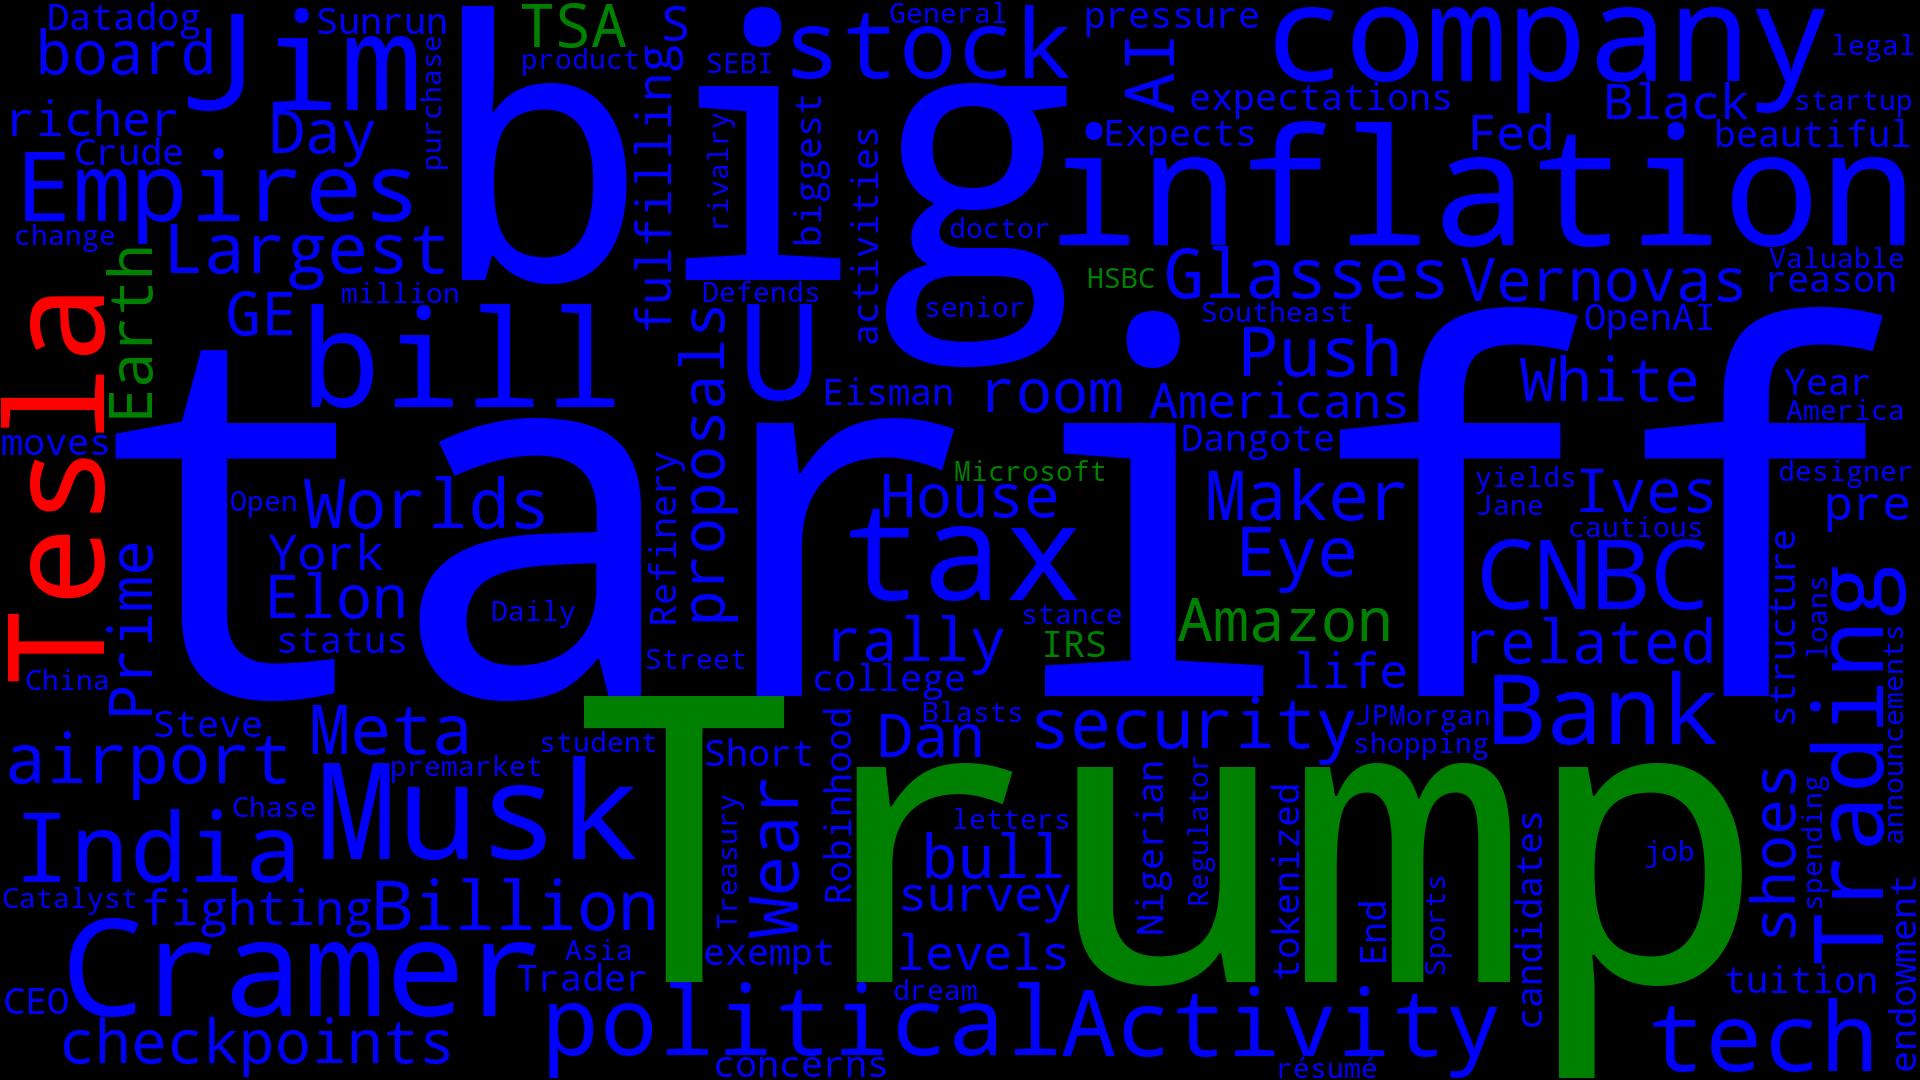 Datadog
Sunrun
TSA
S
General
pressure
company
board
Jim
big
product
SEBI
stock
AI
legal
richer
Day
purchase
fulfilling
rivalry
biggest
activities
expectations
Black
startup
Crude
Expects
Fed
beautiful
Empires
inflation
change
Largest
doctor
Earth
GE
million
Defends
senior
HSBC
Glasses
Vernovas
Valuable
reason
Southeast
OpenAI
Tesla
bill
proposals
U
Push
White
Year
Eisman
room
Americans
America
moves
tariff
Dangote
Microsoft
designer
Open
Worlds
Refinery
House
Maker
yields
Ives
Jane
pre
cautious
York
tax
Eye
CNBC
Prime
Elon
Daily
stance
Amazon
structure
loans
Trading
status
rally
IRS
related
announcements
China
Street
college
life
Steve
Meta
student
Blasts
Dan
security
JPMorgan
shopping
Bank
airport
premarket
Short
Trump
Musk
Chase
Treasury
Wear
Robinhood
letters
Nigerian
Regulator
tokenized
shoes
spending
India
bull
survey
candidates
job
Catalyst
fighting
Billion
End
Sports
endowment
Cramer
Asia
exempt
levels
Trader
tuition
CEO
dream
checkpoints
political
Activity
tech
concerns
résumé